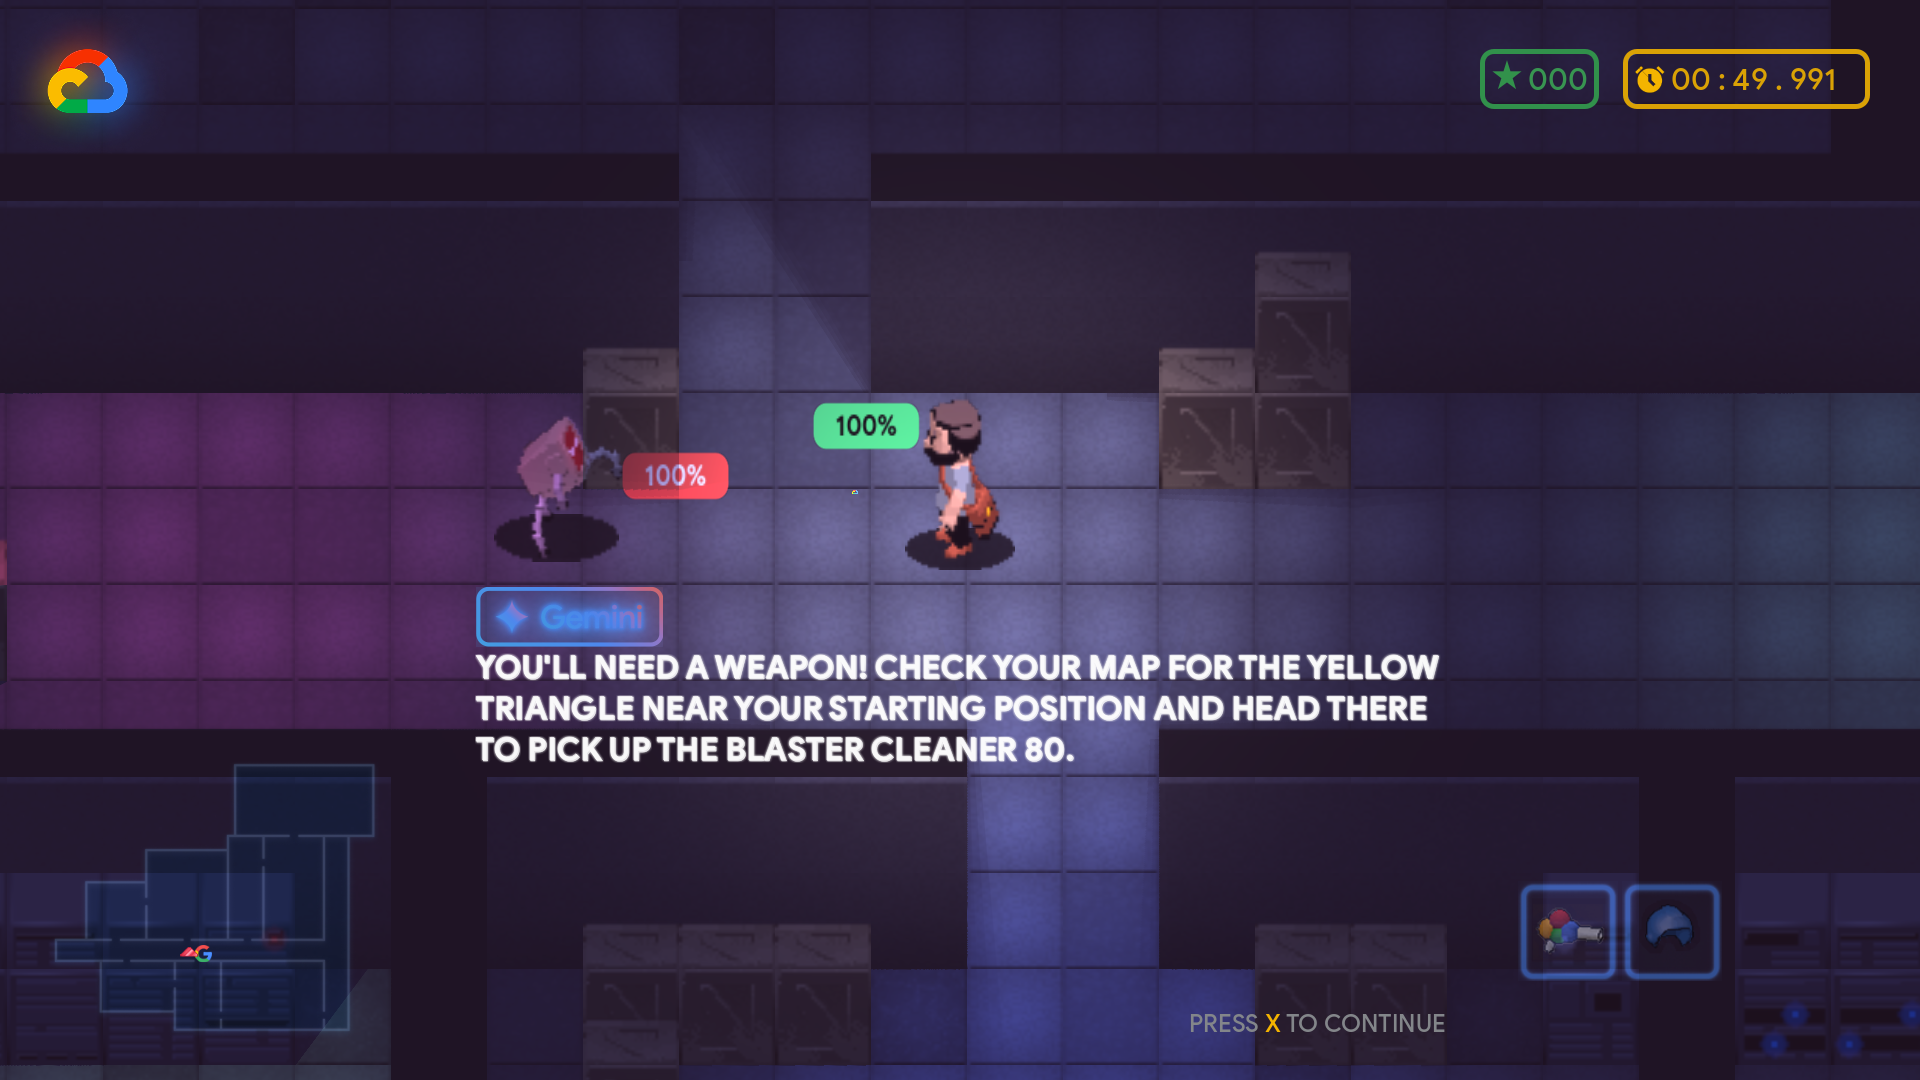 000
00:49.991
100%
100%
Gemini
YOU'LL NEED A WEAPON! CHECK YOUR MAP FOR THE YELLOW
TRIANGLE NEAR YOUR STARTING POSITION AND HEAD THERE
TO PICK UP THE BLASTER CLEANER 80.
G
PRESS X TO CONTINUE